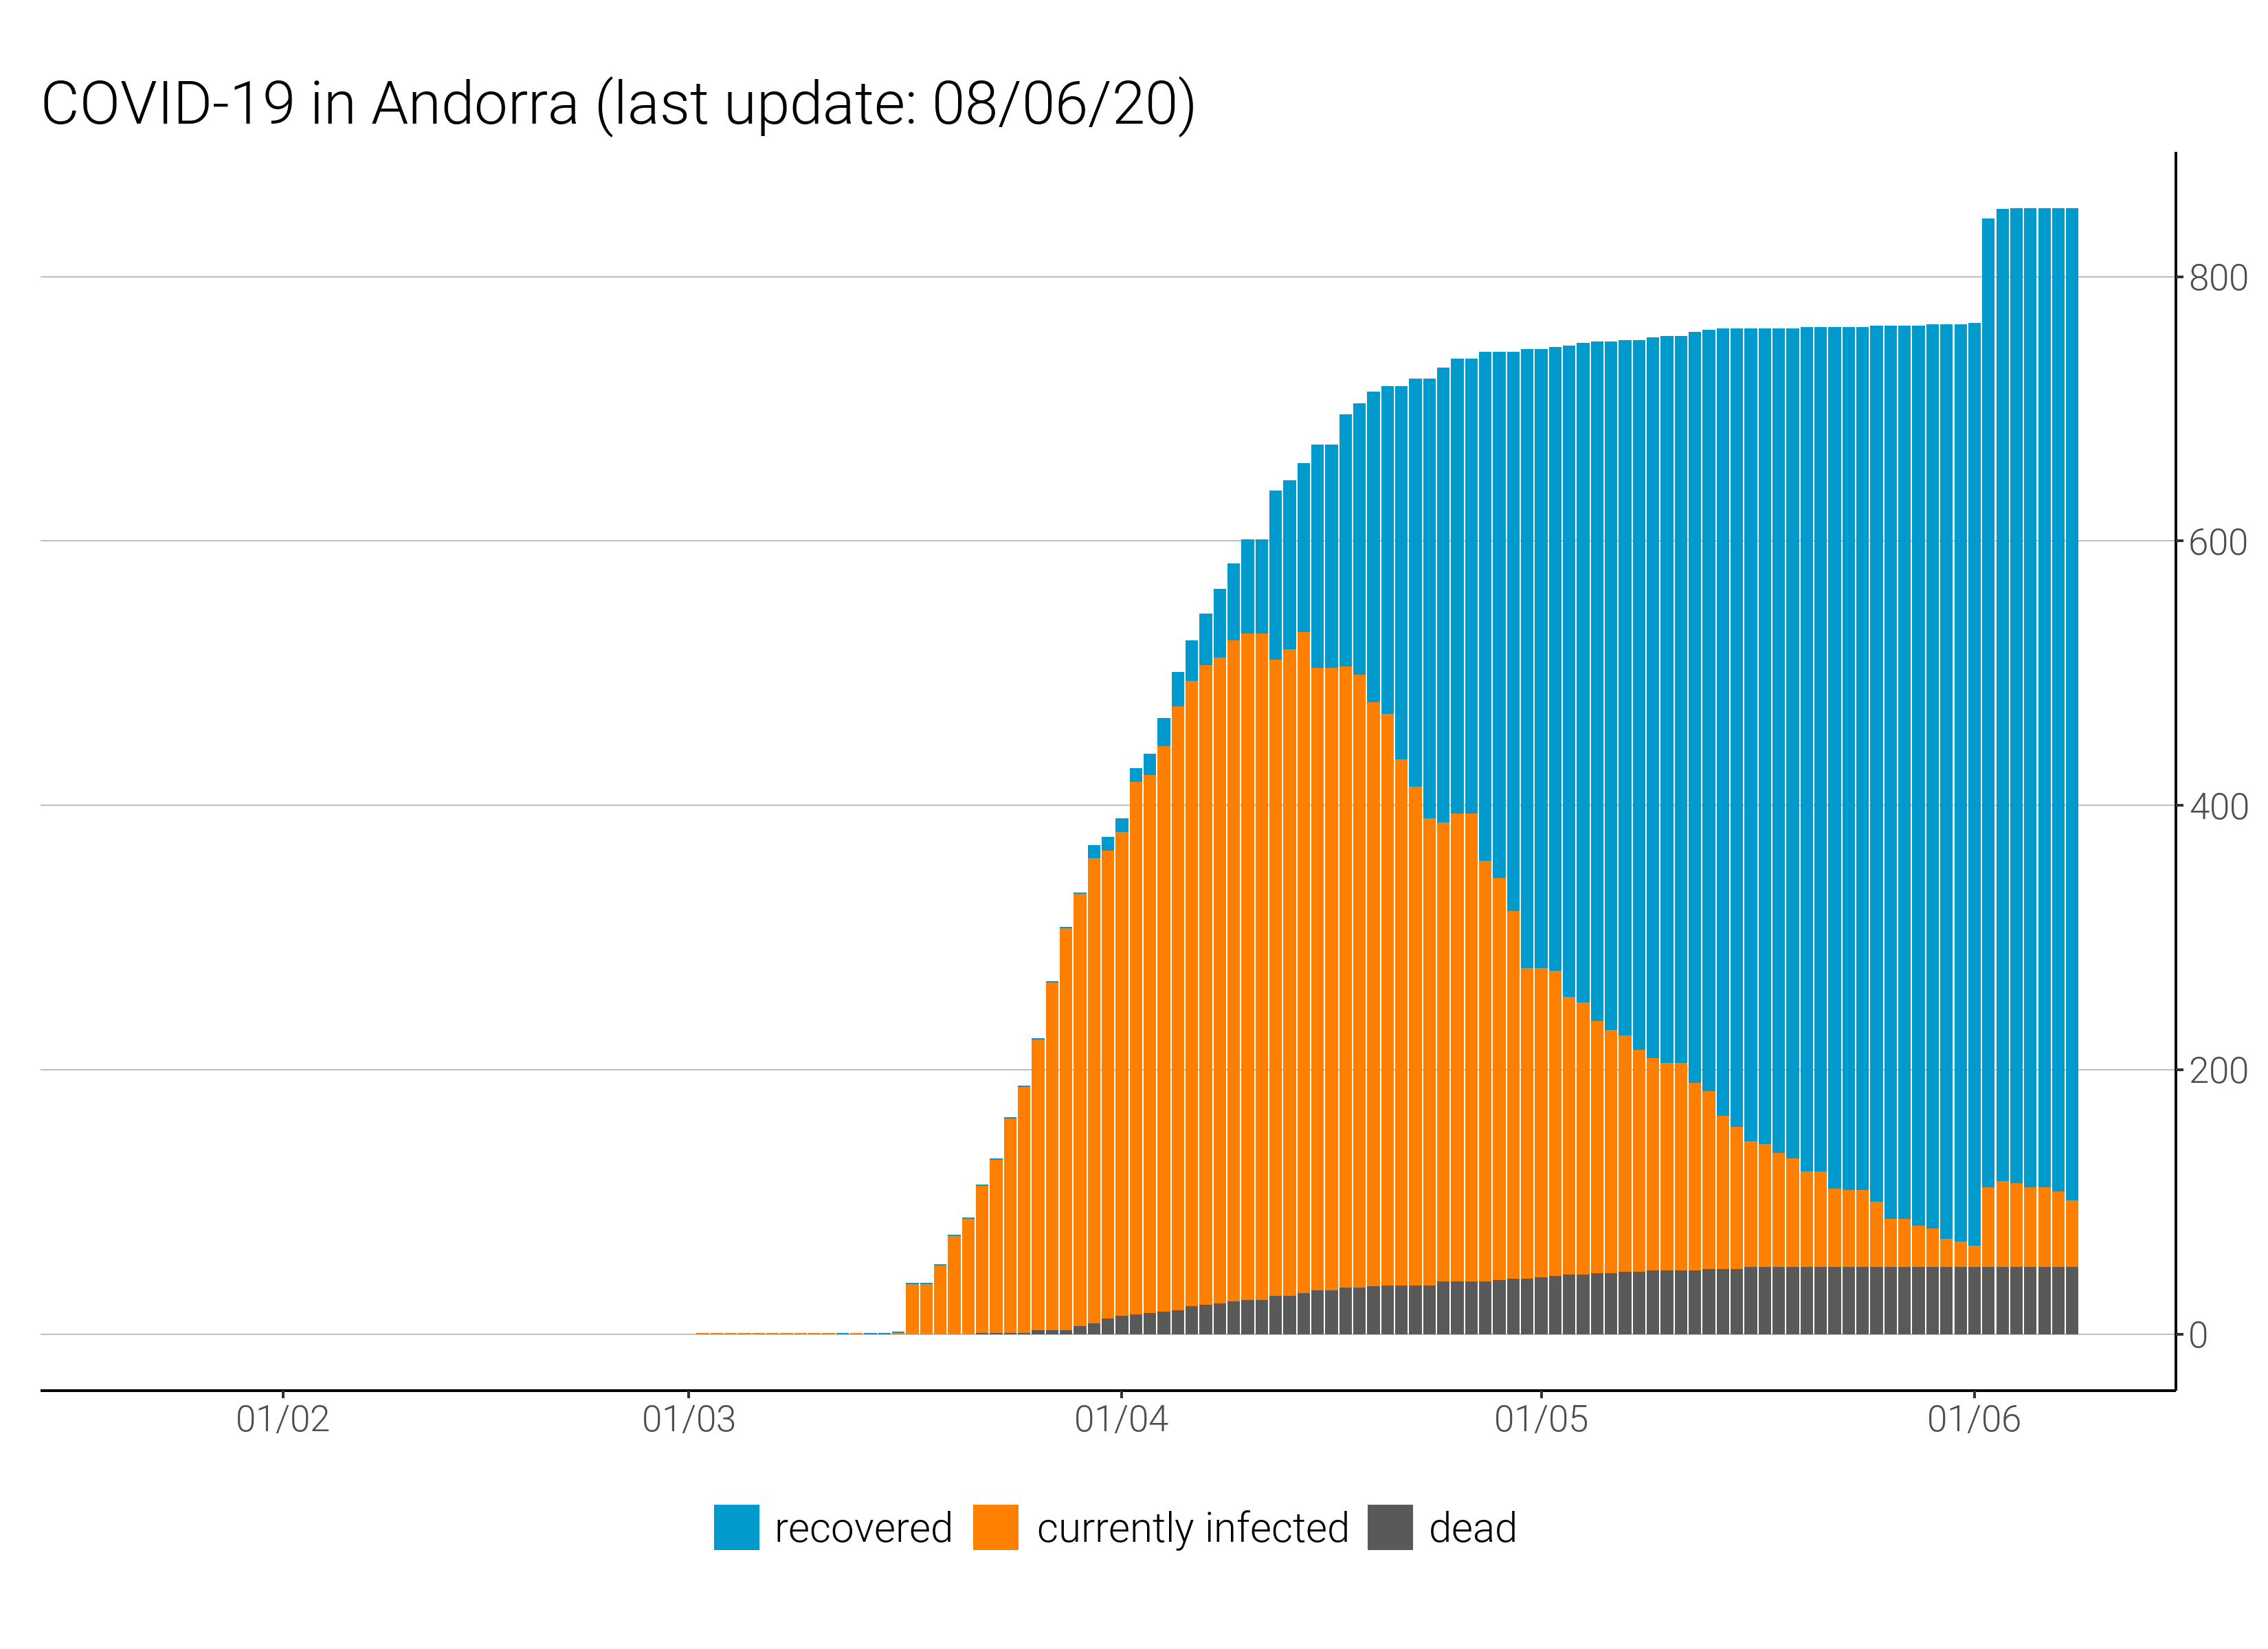 COVID-19 in Andorra (last update: 08/06/20)
800
600
400
200
0
01/02 01/03 01/04 01/05 01/06
recovered currently infected dead